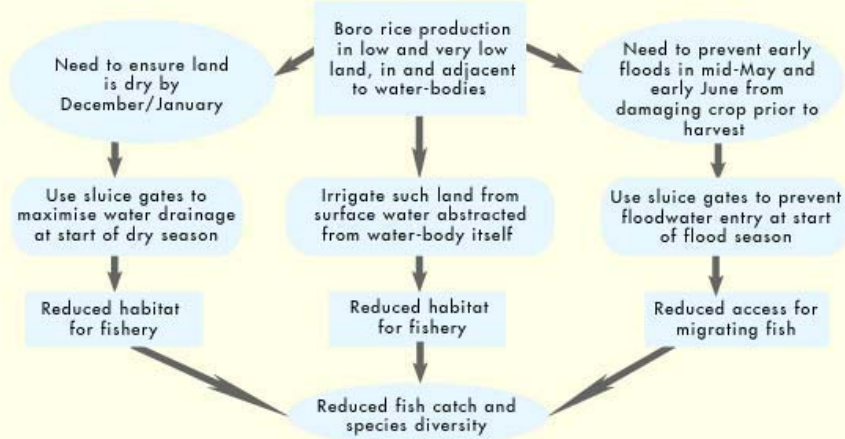 Boro rice production
in low and very low
land, in and adjacent
to water-bodies
Need to ensure land
is dry by
December/January
Need to prevent early
floods in mid-May and
early June from
damaging crop prior to
harvest
Use sluice gates to
maximise water drainage
at start of dry season
Irrigate such land from
surface water abstracted
from water-body itself
Use sluice gates to prevent
floodwater entry at start
of flood season
Reduced habitat
for fishery
Reduced habitat
for fishery
Reduced access for
migrating fish
Reduced fish catch and
species diversity